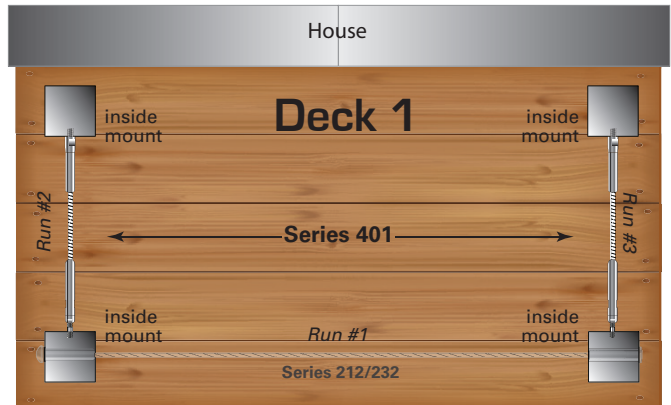 House
Deck 1
inside
mount
inside
mount
Run #2
Series 401
Run #3
inside
mount
Run #1
inside
mount
Series 212/232